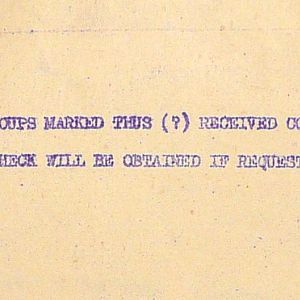 OUPS MARKED THUS (?) RECEIVED CO
HECK WILL BE OBTAINED IF REQUEST